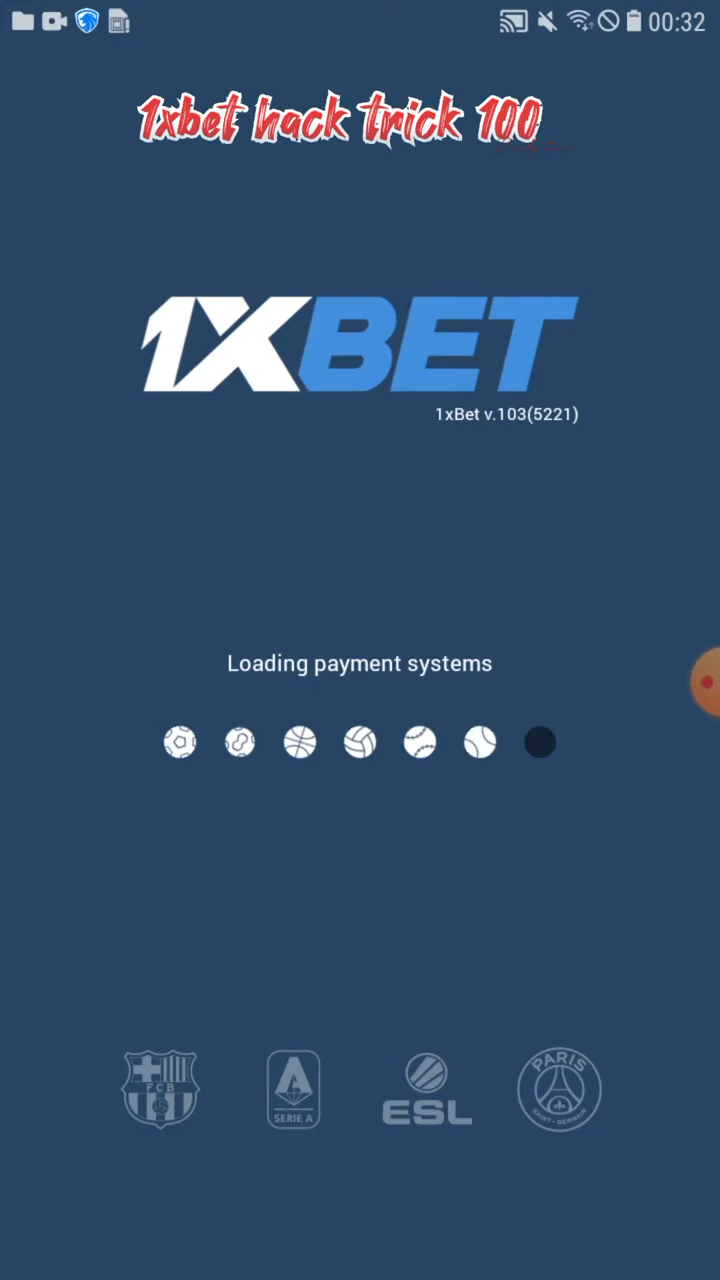 00:32
1xbet hack trick 100
1XBET
1xBet v.103(5221)
Loading payment systems
FCB
SERIE A
ESL
PARIS
SAINT-GERMAIN